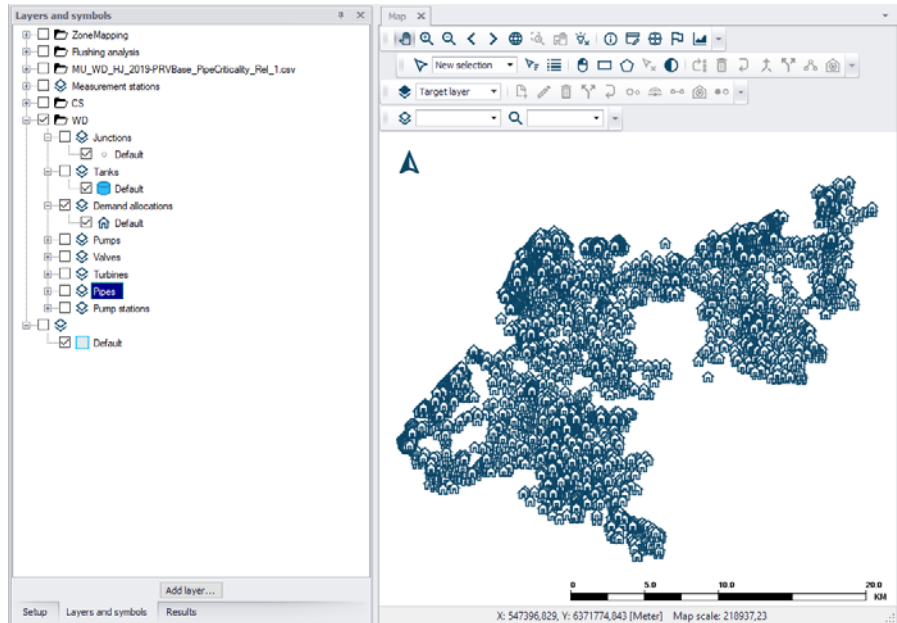 Layers and symbols
ZoneMapping
Flushing analysis
MU_WD_HJ_2019-PRVBase_PipeCriticality_Rel_1.csv
Measurement stations
CS
WD
Junctions
Default
Tanks
Default
Demand allocations
Default
Pumps
Valves
Turbines
Pipes
Pump stations
Default
Add layer...
Setup Layers and symbols Results
Map
New selection
Target layer
0 5.0 10.0 20.0
KM
X: 547396,829, Y: 6371774,843 [Meter] Map scale: 218937,23